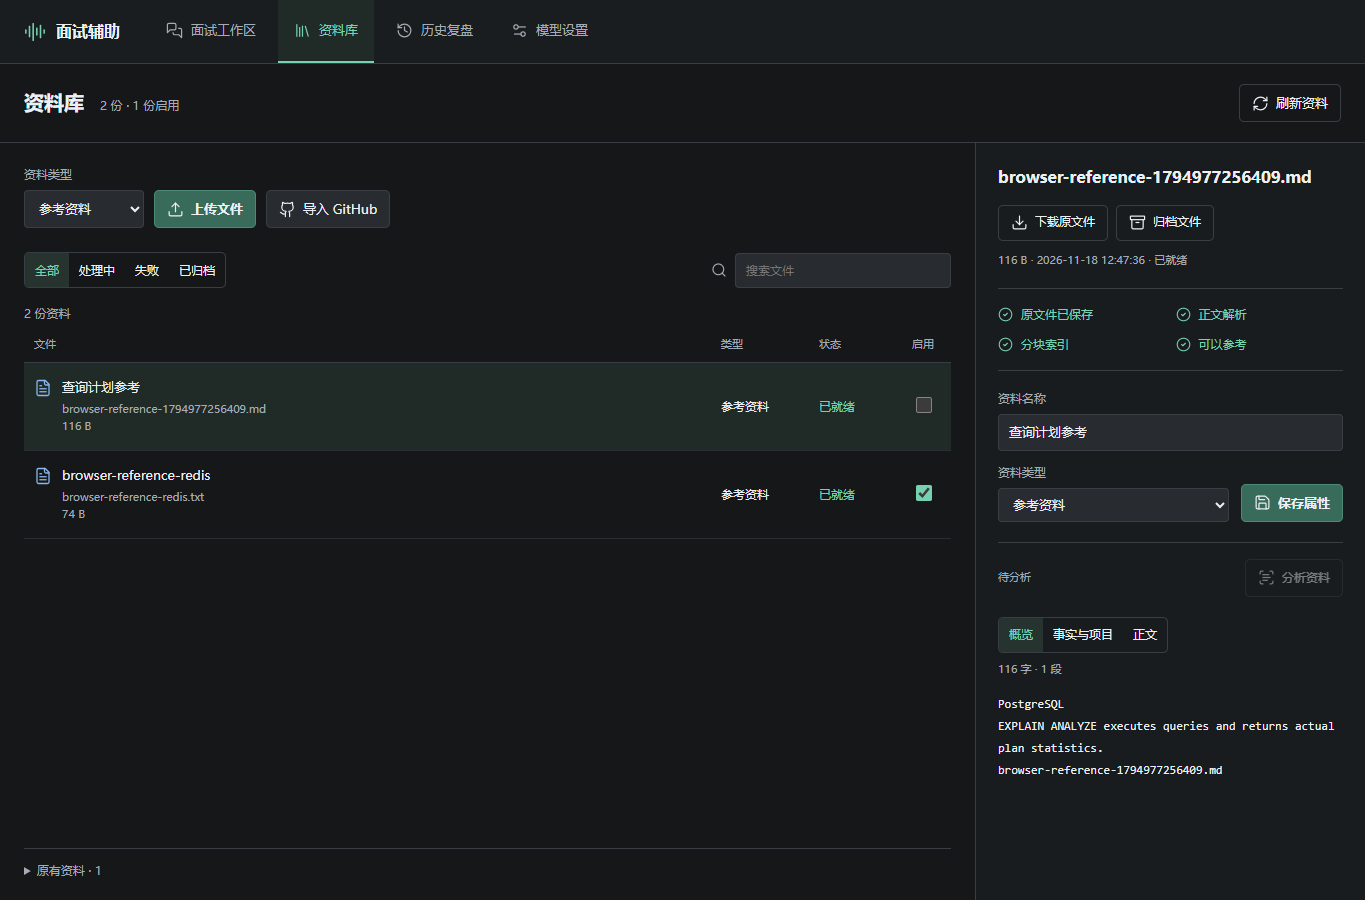 面试辅助
面试工作区
资料库
历史复盘
模型设置
资料库
2 份 · 1 份启用
刷新资料
资料类型
参考资料
上传文件
导入 GitHub
全部
处理中
失败
已归档
搜索文件
2 份资料
文件
类型
状态
启用
查询计划参考
browser-reference-1794977256409.md
116 B
参考资料
已就绪
browser-reference-redis
browser-reference-redis.txt
74 B
参考资料
已就绪
原有资料 · 1
browser-reference-1794977256409.md
下载原文件
归档文件
116 B · 2026-11-18 12:47:36 · 已就绪
原文件已保存
正文解析
分块索引
可以参考
资料名称
查询计划参考
资料类型
参考资料
保存属性
待分析
分析资料
概览
事实与项目
正文
116 字 · 1 段
PostgreSQL
EXPLAIN ANALYZE executes queries and returns actual
plan statistics.
browser-reference-1794977256409.md